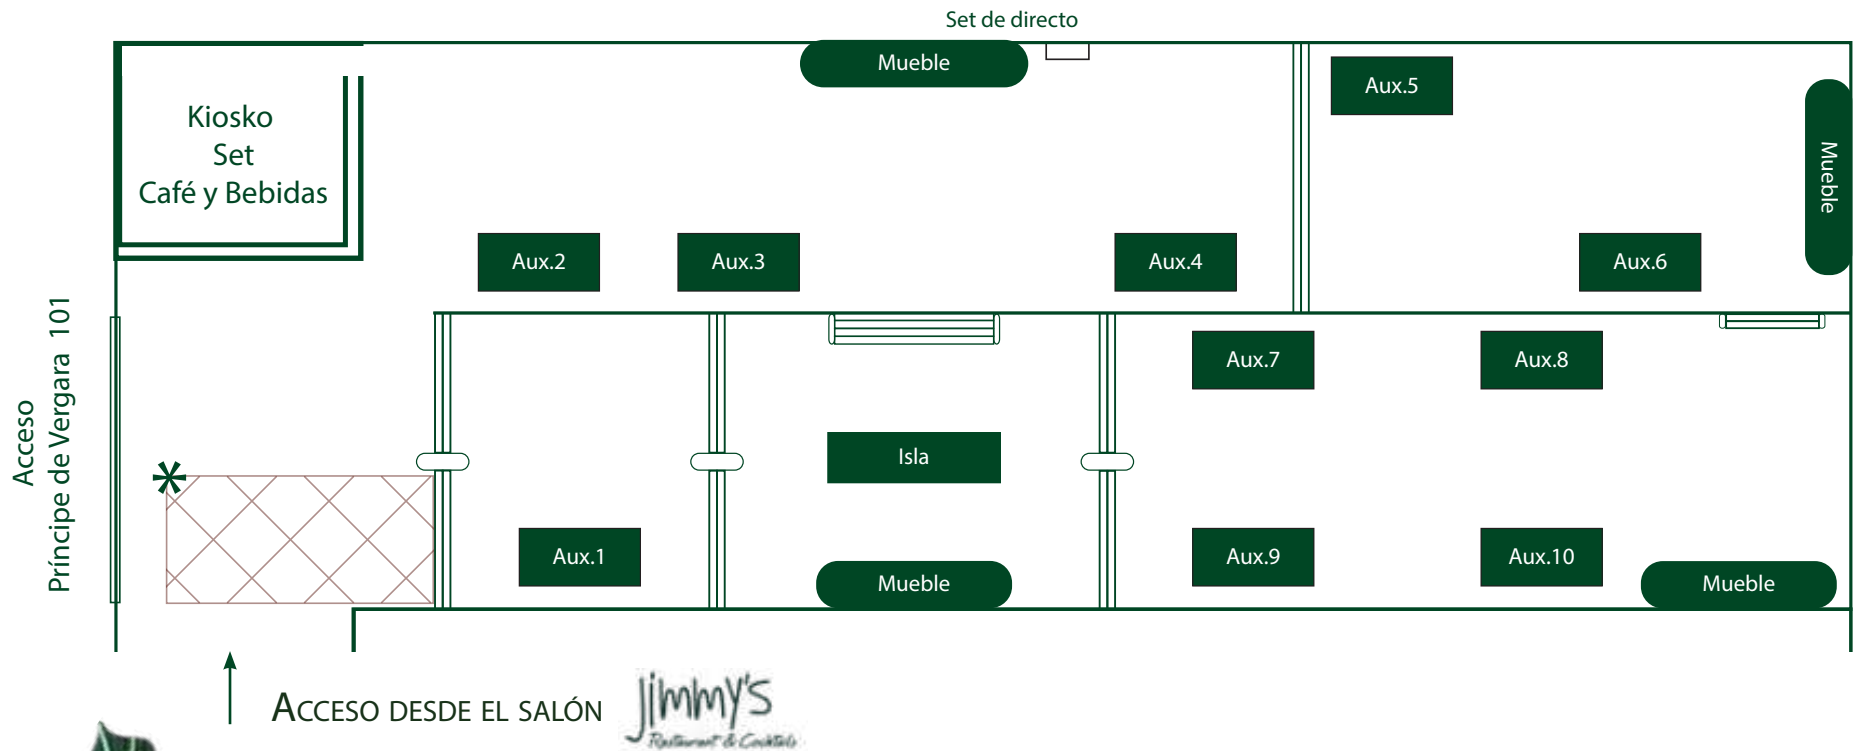 Set de directo
Mueble
Aux.5
Kiosko
Set
Café y Bebidas
Mueble
Aux.2
Aux.3
Aux.4
Aux.6
Acceso
Príncipe de Vergara 101
Aux.7
Aux.8
Isla
*
Aux.1
Aux.9
Aux.10
Mueble
Mueble
Acceso desde el salón
Jimmy's
Restaurant & Cocktails